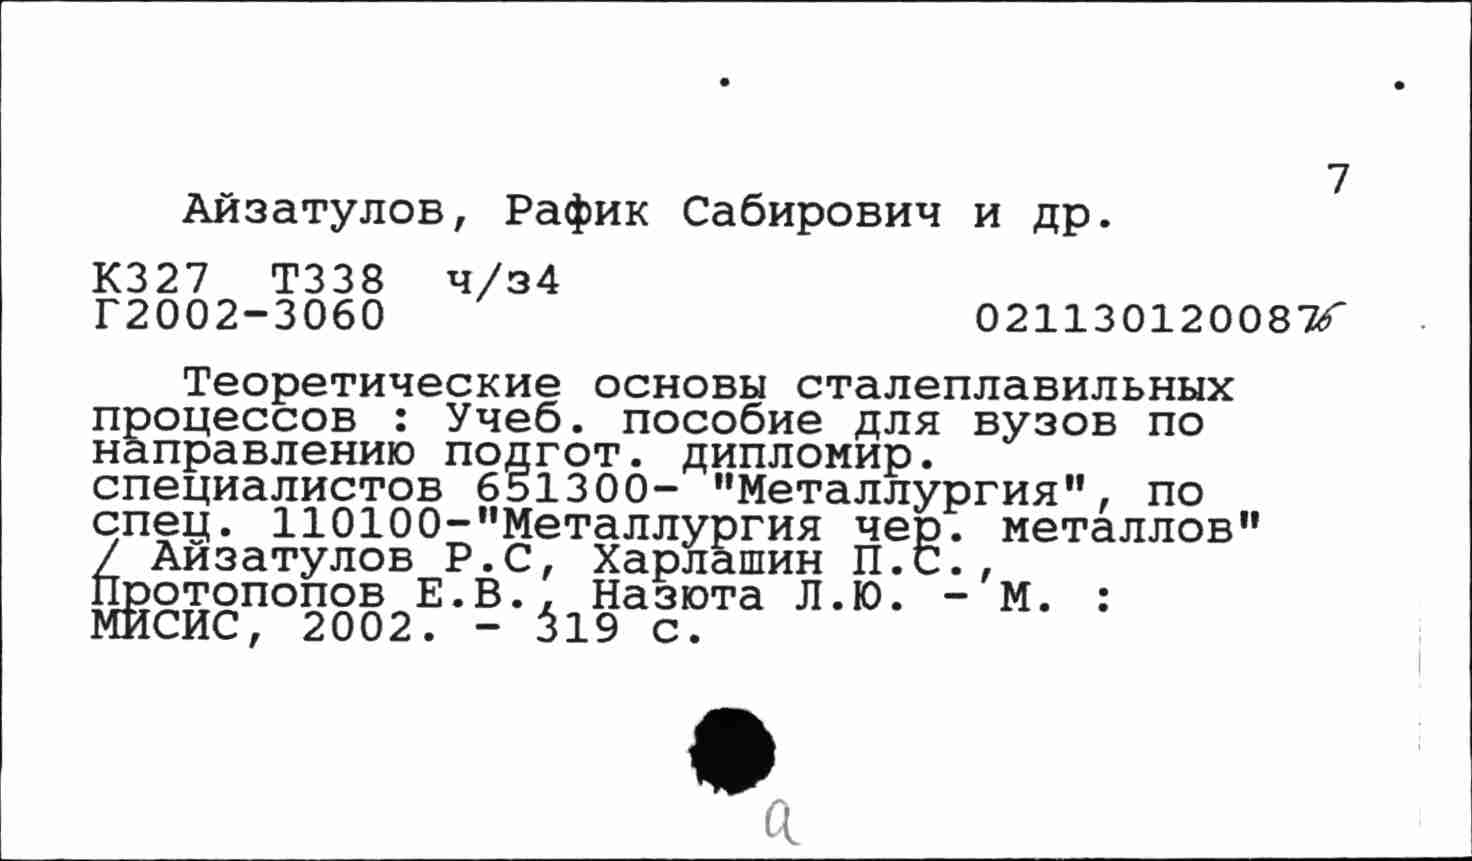 7
Айзатулов, Рафик Сабирович и др.
К327 Т338 ч/з4
Г2002-3060 021130120087б
Теоретические основы сталеплавильных
процессов : Учеб. пособие для вузов по
направлению подгот. дипломир.
специалистов 651300- "Металлургия", по
спец. 110100-"Металлургия чер. металлов"
/ Айзатулов Р.С, Харлашин П.С.,
Протопопов Е.В., Назюта Л.Ю. - М. :
МИСИС, 2002. - 319 с.
а